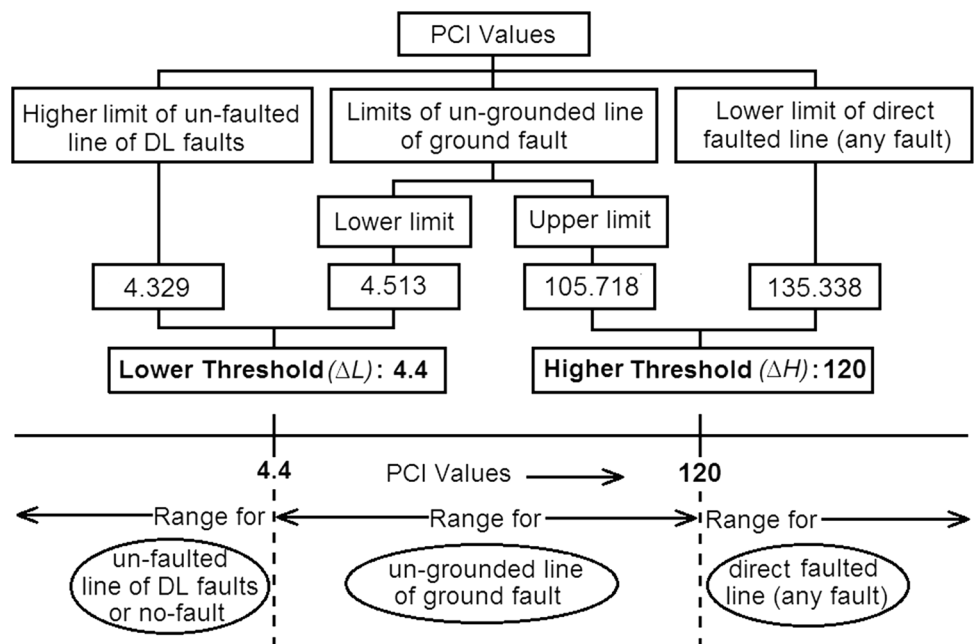 PCI Values
Higher limit of un-faulted
line of DL faults
Limits of un-grounded line
of ground fault
Lower limit of direct
faulted line (any fault)
Lower limit
Upper limit
4.329
4.513
105.718
135.338
Lower Threshold (ΔL) : 4.4
Higher Threshold (ΔH) : 120
4.4
PCI Values
120
Range for
Range for
Range for
un-faulted
line of DL faults
or no-fault
un-grounded line
of ground fault
direct faulted
line (any fault)